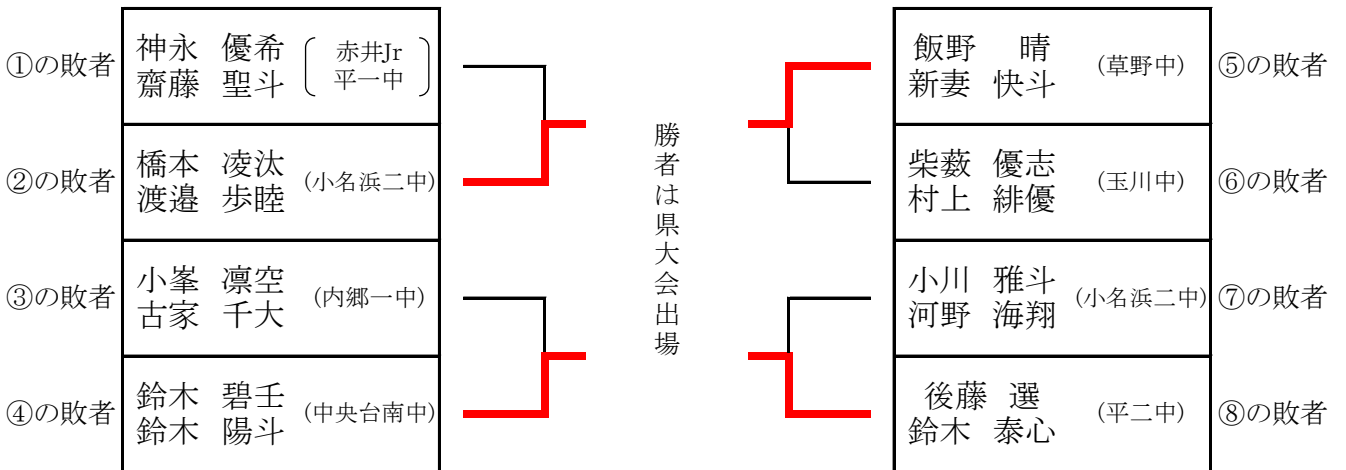 ①の敗者
神永 優希
齋藤 聖斗
赤井Jr
平一中
②の敗者
橋本 凌汰
渡邉 歩睦
(小名浜二中)
③の敗者
小峯 凛空
古家 千大
(内郷一中)
④の敗者
鈴木 碧壬
鈴木 陽斗
(中央台南中)
勝者は県大会出場
飯野 晴
新妻 快斗
(草野中)
⑤の敗者
柴薮 優志
村上 緋優
(玉川中)
⑥の敗者
小川 雅斗
河野 海翔
(小名浜二中)
⑦の敗者
後藤 選
鈴木 泰心
(平二中)
⑧の敗者